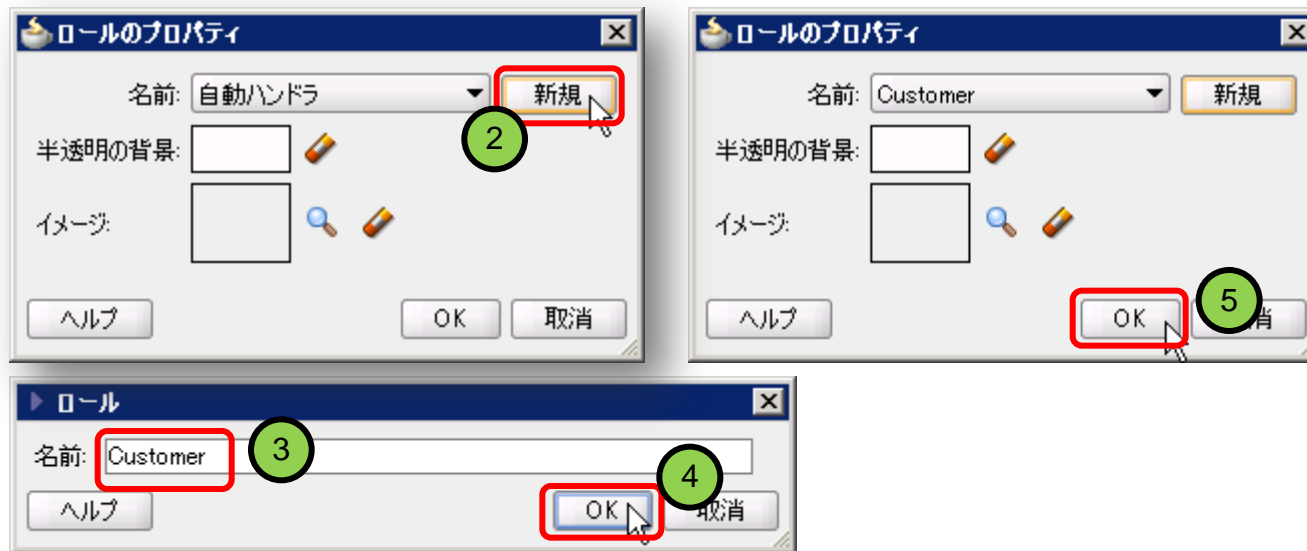 ロールのプロパティ
名前: 自動ハンドラ 新規
2
半透明の背景:
イメージ:
ヘルプ OK 取消
ロールのプロパティ
名前: Customer 新規
半透明の背景:
イメージ:
5
ヘルプ OK 消
ロール
名前: Customer
3
4
ヘルプ OK 取消